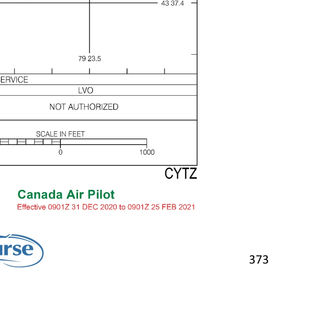 43 37.4
79 23.5
ERVICE
LVO
NOT AUTHORIZED
SCALE IN FEET
0 1000
CYTZ
Canada Air Pilot
Effective 0901Z 31 DEC 2020 to 0901Z 25 FEB 2021
urse
373